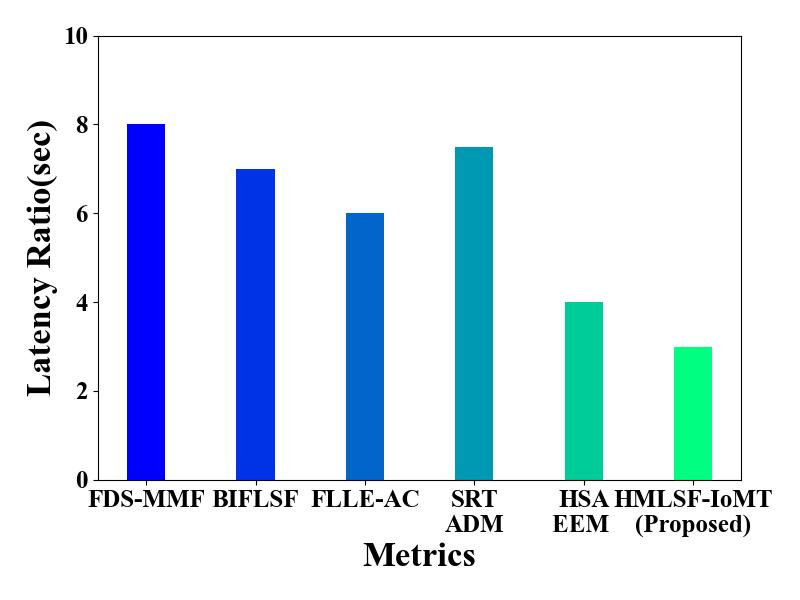 10
8
6
4
2
0
Latency Ratio(sec)
FDS-MMF BIFLSF FLLE-AC SRT HSA HMLSF-IoMT
ADM EEM (Proposed)
Metrics